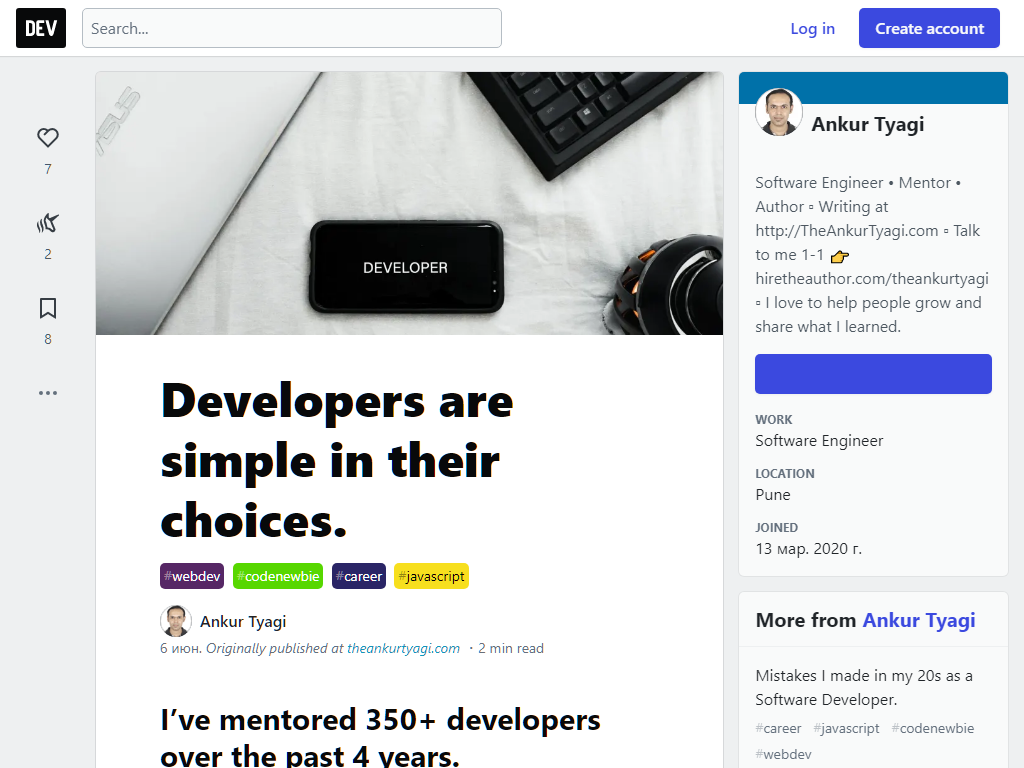 DEV
Search...
Log in
Create account
7
2
8
ASUS
DEVELOPER
Developers are
simple in their
choices.
#webdev
#codenewbie
#career
#javascript
Ankur Tyagi
6 июн. Originally published at theankurtyagi.com ・2 min read
I’ve mentored 350+ developers
over the past 4 years.
Ankur Tyagi
Software Engineer • Mentor •
Author ▫ Writing at
http://TheAnkurTyagi.com ▫ Talk
to me 1-1 👉
hiretheauthor.com/theankurtyagi
▫ I love to help people grow and
share what I learned.
WORK
Software Engineer
LOCATION
Pune
JOINED
13 мар. 2020 г.
More from Ankur Tyagi
Mistakes I made in my 20s as a
Software Developer.
#career #javascript #codenewbie
#webdev